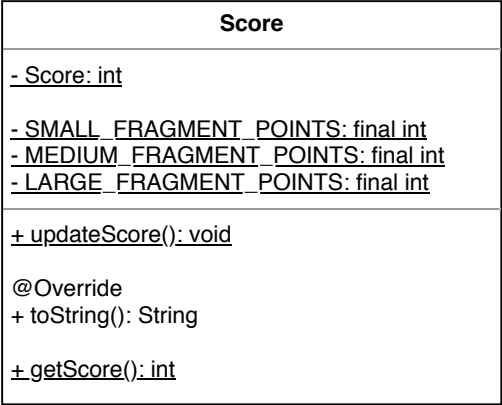 Score
- Score: int
- SMALL_FRAGMENT_POINTS: final int
- MEDIUM_FRAGMENT_POINTS: final int
- LARGE_FRAGMENT_POINTS: final int
+ updateScore(): void
@Override
+ toString(): String
+ getScore(): int